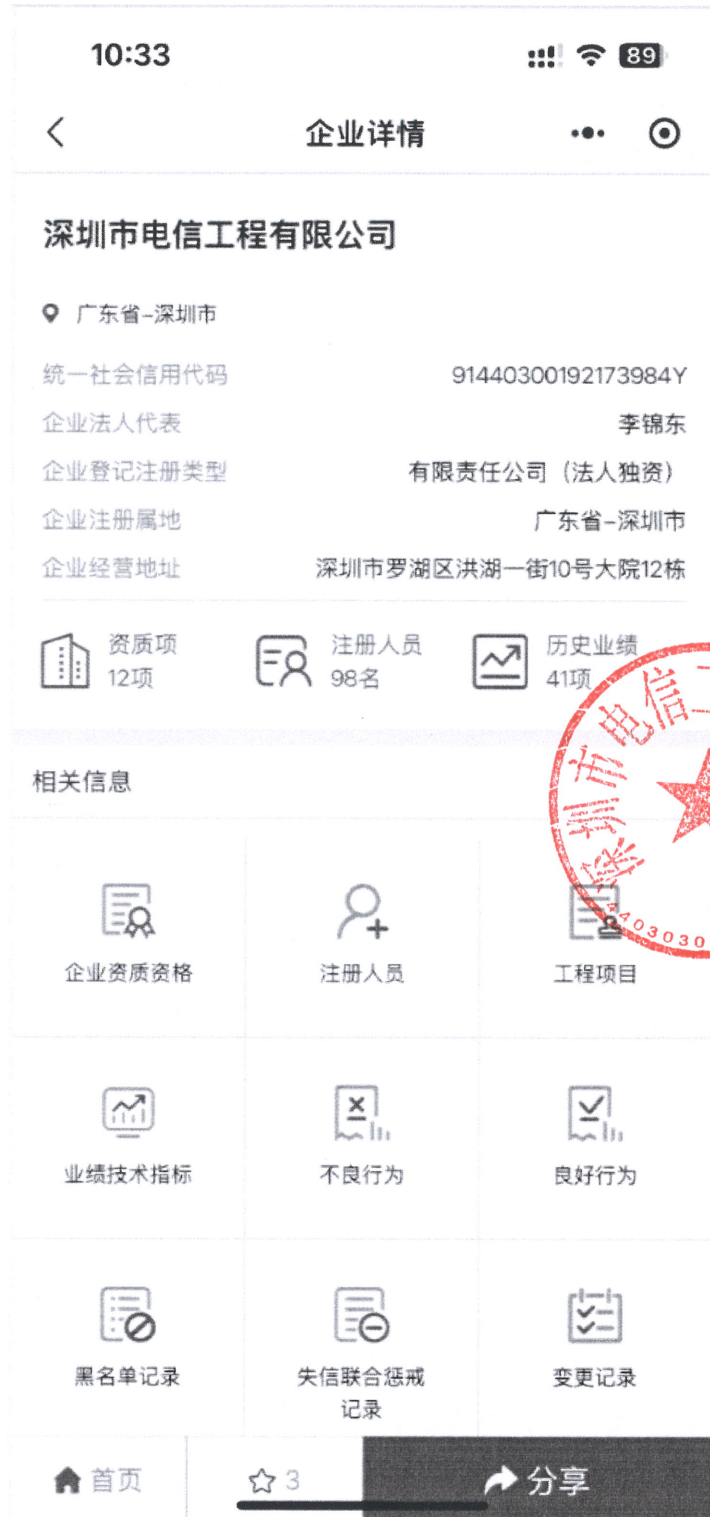 10:33
89
企业详情
深圳市电信工程有限公司
广东省-深圳市
统一社会信用代码 91440300192173984Y
企业法人代表 李锦东
企业登记注册类型 有限责任公司（法人独资）
企业注册属地 广东省-深圳市
企业经营地址 深圳市罗湖区洪湖一街10号大院12栋
资质项 注册人员 历史业绩
12项 98名 41项
深圳市电信工
4403030
相关信息
企业资质资格 注册人员 工程项目
业绩技术指标 不良行为 良好行为
黑名单记录 失信联合惩戒 变更记录
记录
首页 3 分享